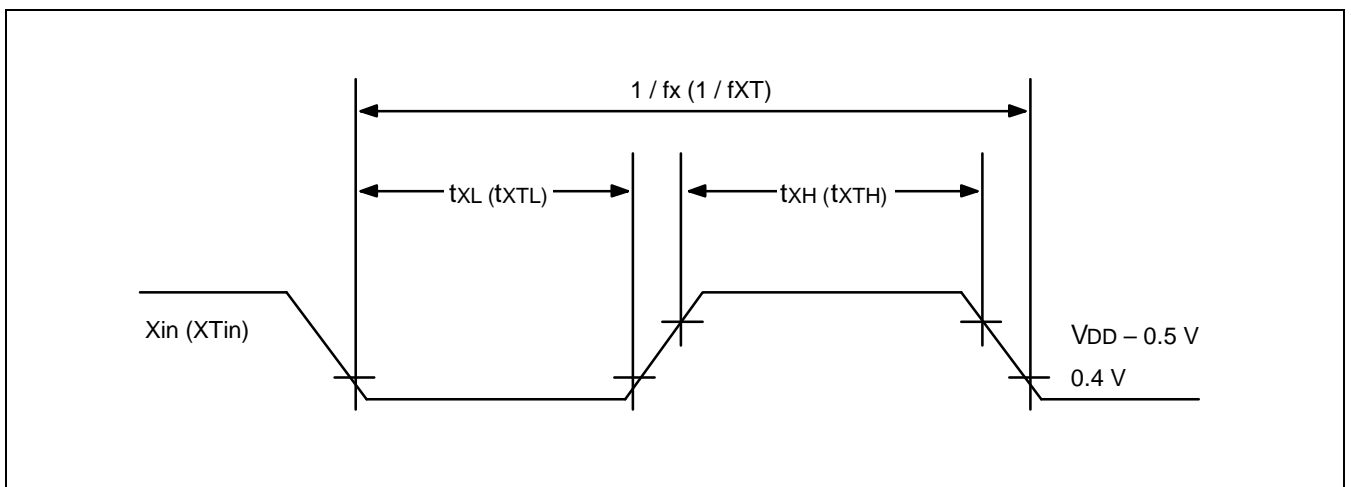 1 / fx (1 / fXT)
tXL (tXTL)
tXH (tXTH)
Xin (XTin)
VDD – 0.5 V
0.4 V